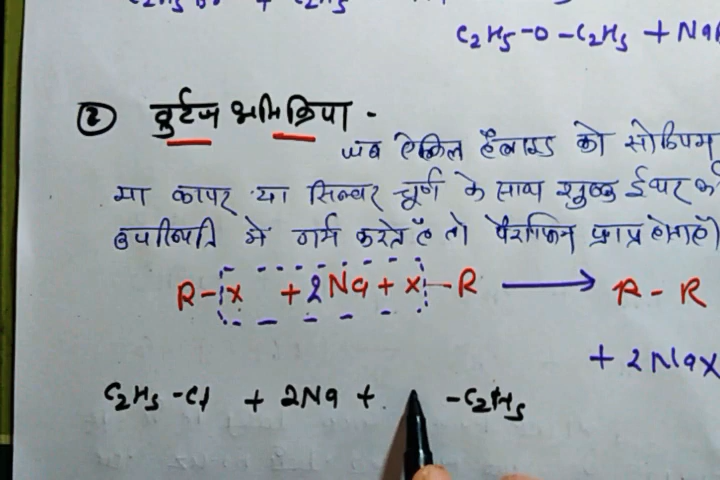 C₂H₅
C₂H₅-O-C₂H₅ + Na
② वुर्टज अभिक्रिया -
जब ऐल्किल हैलाइड को सोडियम
या कापर या सिल्वर चूर्ण के साथ शुष्क ईथर की
उपस्थिति में गर्म करते हैं तो पैराफिन प्राप्त होता है।
R-X + 2Na + X-R ⟶ R-R
+ 2NaX
C₂H₅-Cl + 2Na + -C₂H₅